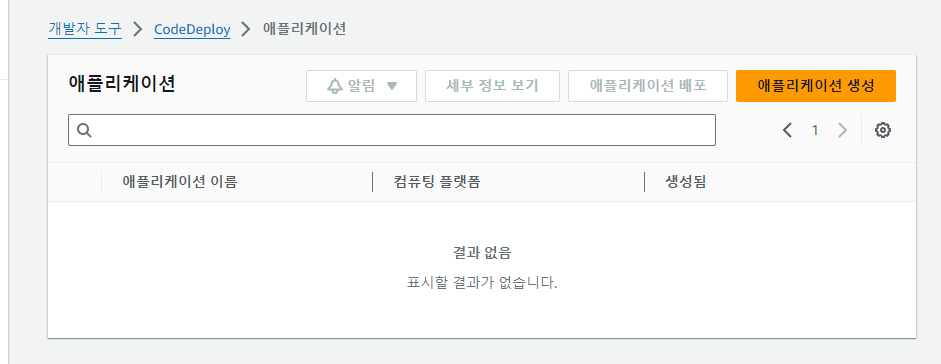 개발자 도구 > CodeDeploy > 애플리케이션
애플리케이션
알림 ▼ 세부 정보 보기 애플리케이션 배포 애플리케이션 생성
< 1 >
애플리케이션 이름 컴퓨팅 플랫폼 생성됨
결과 없음
표시할 결과가 없습니다.